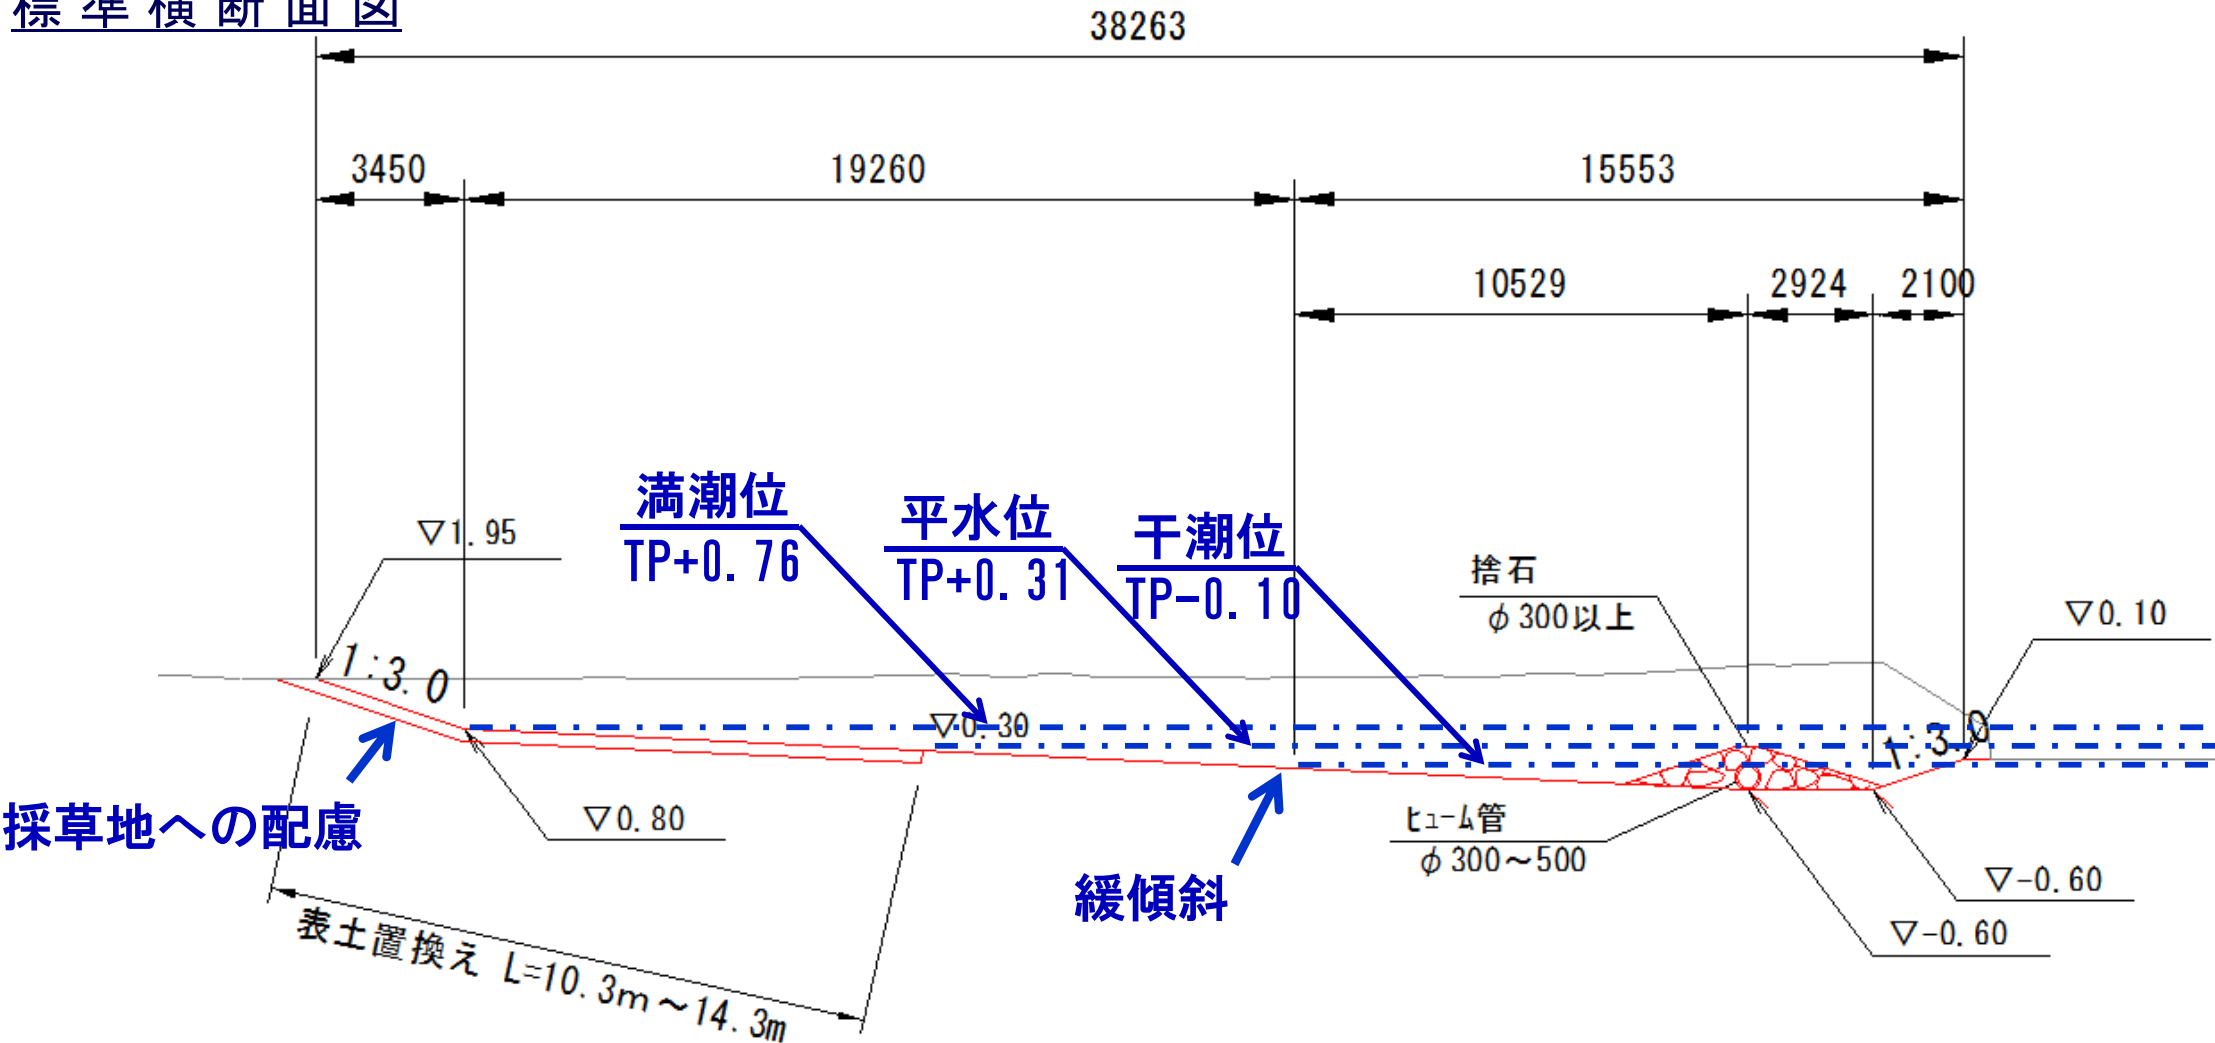 標準横断面図
38263
3450
19260
15553
10529
2924
2100
満潮位
TP+0.76
平水位
TP+0.31
干潮位
TP-0.10
▽1.95
捨石
φ300以上
▽0.10
1:3.0
▽0.30
1:3.0
採草地への配慮
▽0.80
ヒューム管
φ300～500
緩傾斜
▽-0.60
▽-0.60
表土置換え L=10.3m～14.3m